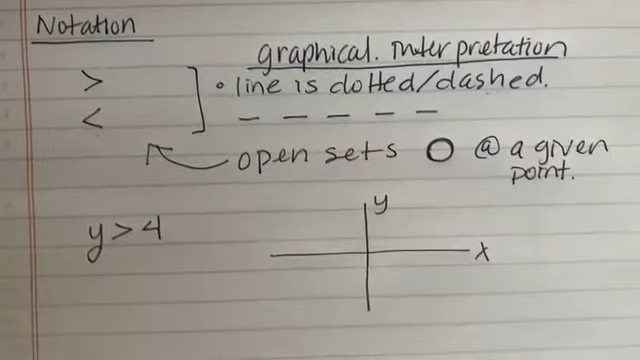 Notation
graphical interpretation
>
• line is dotted/dashed.
<
— — — — —
open sets O @ a given
point.
y
y > 4
x